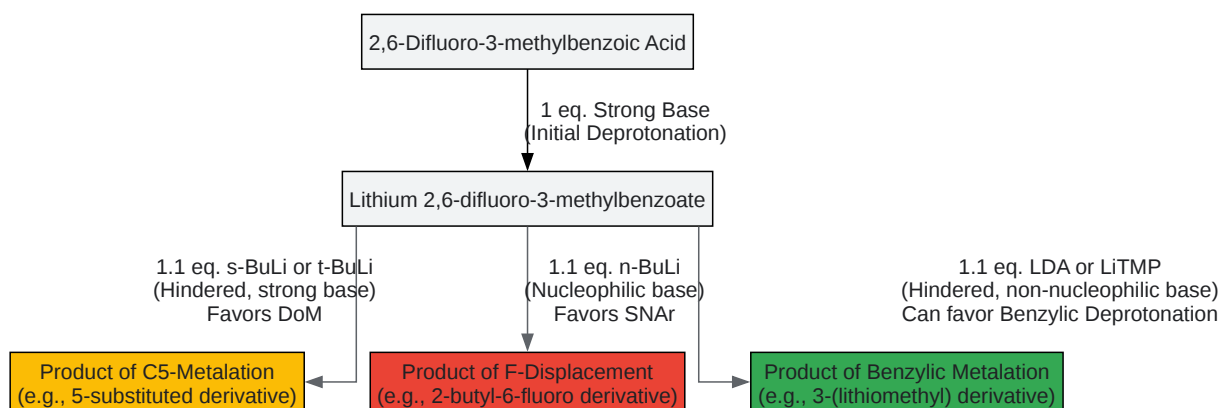 2,6-Difluoro-3-methylbenzoic Acid
1 eq. Strong Base
(Initial Deprotonation)
Lithium 2,6-difluoro-3-methylbenzoate
1.1 eq. s-BuLi or t-BuLi
(Hindered, strong base)
Favors DoM
1.1 eq. n-BuLi
(Nucleophilic base)
Favors SNAr
1.1 eq. LDA or LiTMP
(Hindered, non-nucleophilic base)
Can favor Benzylic Deprotonation
Product of C5-Metalation
(e.g., 5-substituted derivative)
Product of F-Displacement
(e.g., 2-butyl-6-fluoro derivative)
Product of Benzylic Metalation
(e.g., 3-(lithiomethyl) derivative)